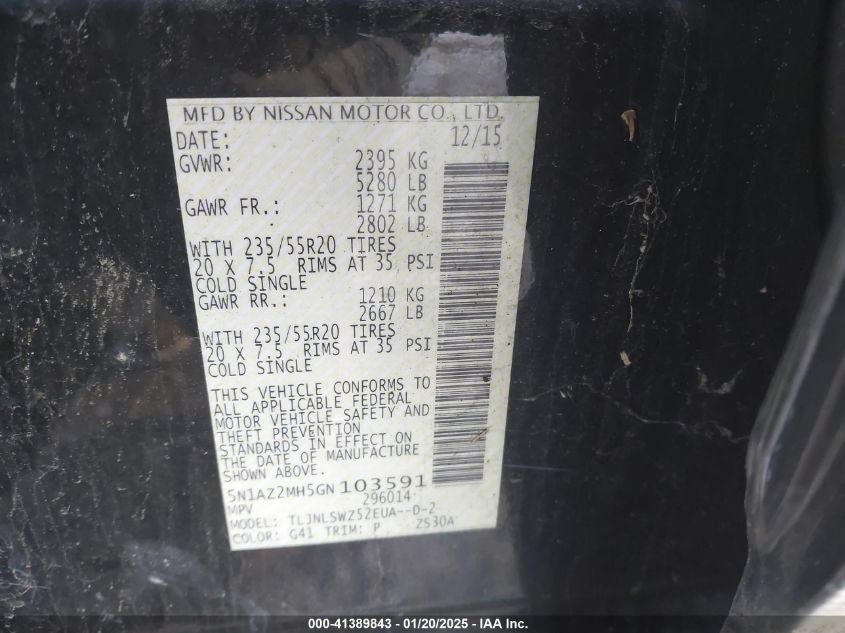 MFD BY NISSAN MOTOR CO., LTD.
DATE: 12/15
GVWR: 2395 KG
5280 LB
GAWR FR.: 1271 KG
2802 LB
WITH 235/55R20 TIRES
20 X 7.5 RIMS AT 35 PSI
COLD SINGLE
GAWR RR.: 1210 KG
2667 LB
WITH 235/55R20 TIRES
20 X 7.5 RIMS AT 35 PSI
COLD SINGLE
THIS VEHICLE CONFORMS TO
ALL APPLICABLE FEDERAL
MOTOR VEHICLE SAFETY AND
THEFT PREVENTION
STANDARDS IN EFFECT ON
THE DATE OF MANUFACTURE
SHOWN ABOVE.
5N1AZ2MH5GN103591
MPV 296014
MODEL: TLJNLSWZ52EUA--D-2
COLOR: G41 TRIM: P ZS30A
000-41389843 / 01/20/2025 - IAA Inc.